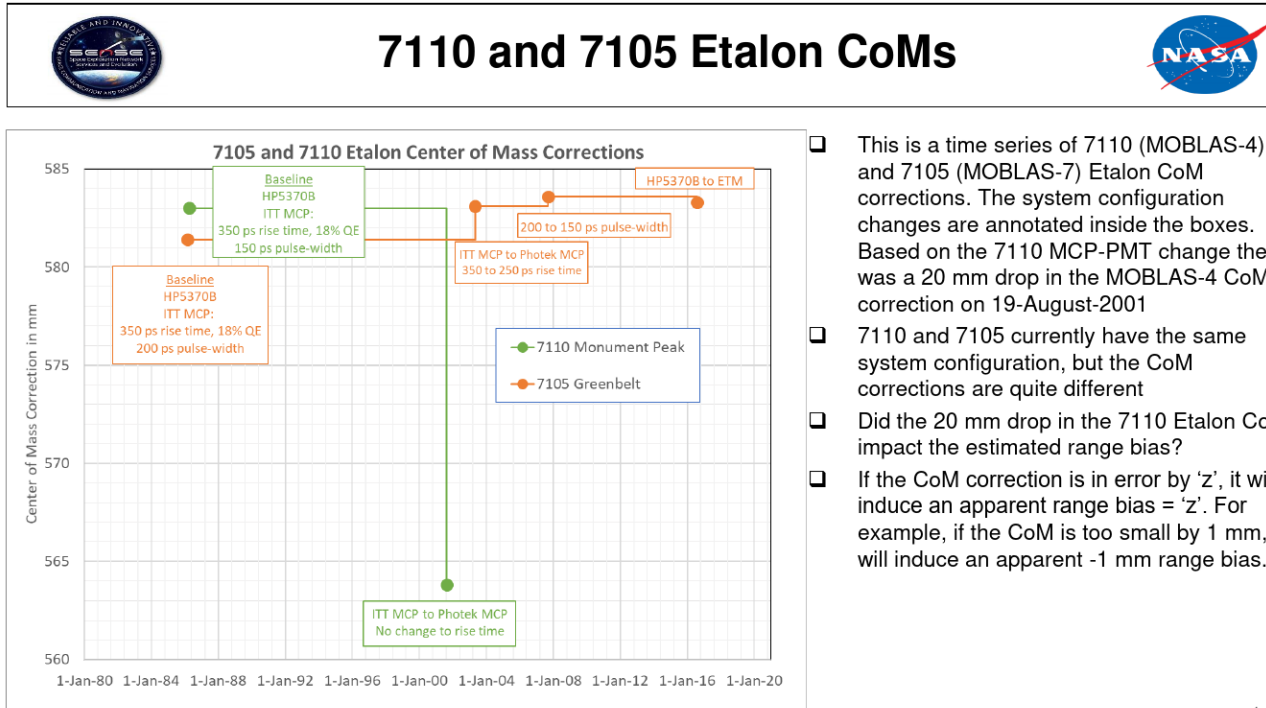 7110 and 7105 Etalon CoMs
SENSE
Space Exploration Network
Services and Evolution
NASA
7105 and 7110 Etalon Center of Mass Corrections
Center of Mass Correction in mm
585
580
575
570
565
560
1-Jan-80 1-Jan-84 1-Jan-88 1-Jan-92 1-Jan-96 1-Jan-00 1-Jan-04 1-Jan-08 1-Jan-12 1-Jan-16 1-Jan-20
Baseline
HP5370B
ITT MCP:
350 ps rise time, 18% QE
150 ps pulse-width
Baseline
HP5370B
ITT MCP:
350 ps rise time, 18% QE
200 ps pulse-width
HP5370B to ETM
200 to 150 ps pulse-width
ITT MCP to Photek MCP
350 to 250 ps rise time
7110 Monument Peak
7105 Greenbelt
ITT MCP to Photek MCP
No change to rise time
This is a time series of 7110 (MOBLAS-4)
and 7105 (MOBLAS-7) Etalon CoM
corrections. The system configuration
changes are annotated inside the boxes.
Based on the 7110 MCP-PMT change the
was a 20 mm drop in the MOBLAS-4 CoM
correction on 19-August-2001
7110 and 7105 currently have the same
system configuration, but the CoM
corrections are quite different
Did the 20 mm drop in the 7110 Etalon Co
impact the estimated range bias?
If the CoM correction is in error by ‘z’, it wi
induce an apparent range bias = ‘z’. For
example, if the CoM is too small by 1 mm,
will induce an apparent -1 mm range bias.